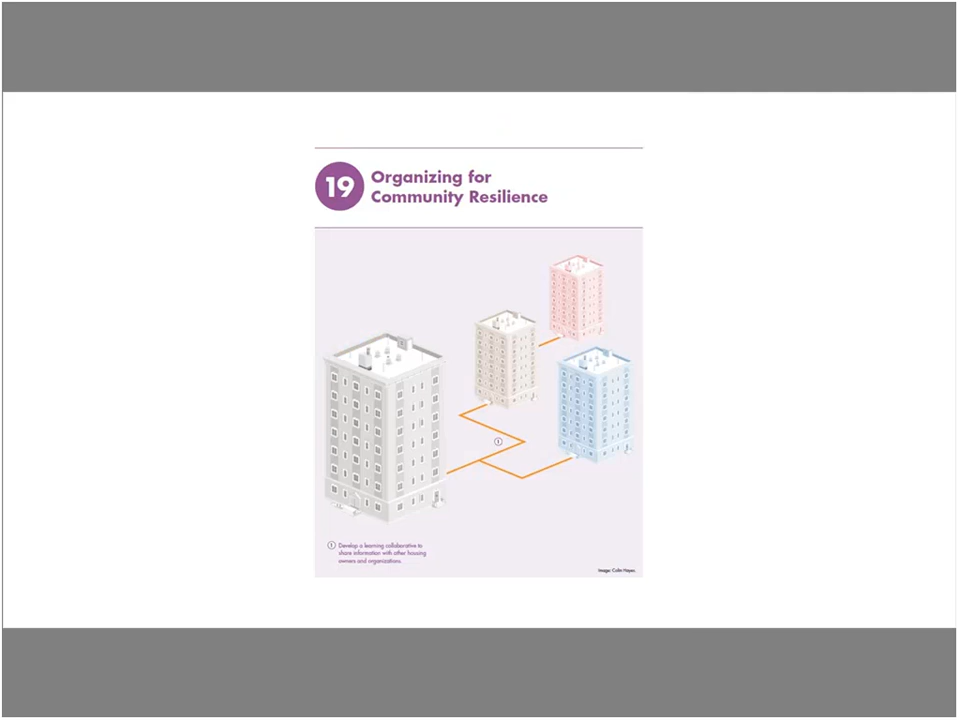 19
Organizing for
Community Resilience
1
1 Develop a learning collaborative to
share information with other housing
owners and organizations.
Image: Colin Hayes.